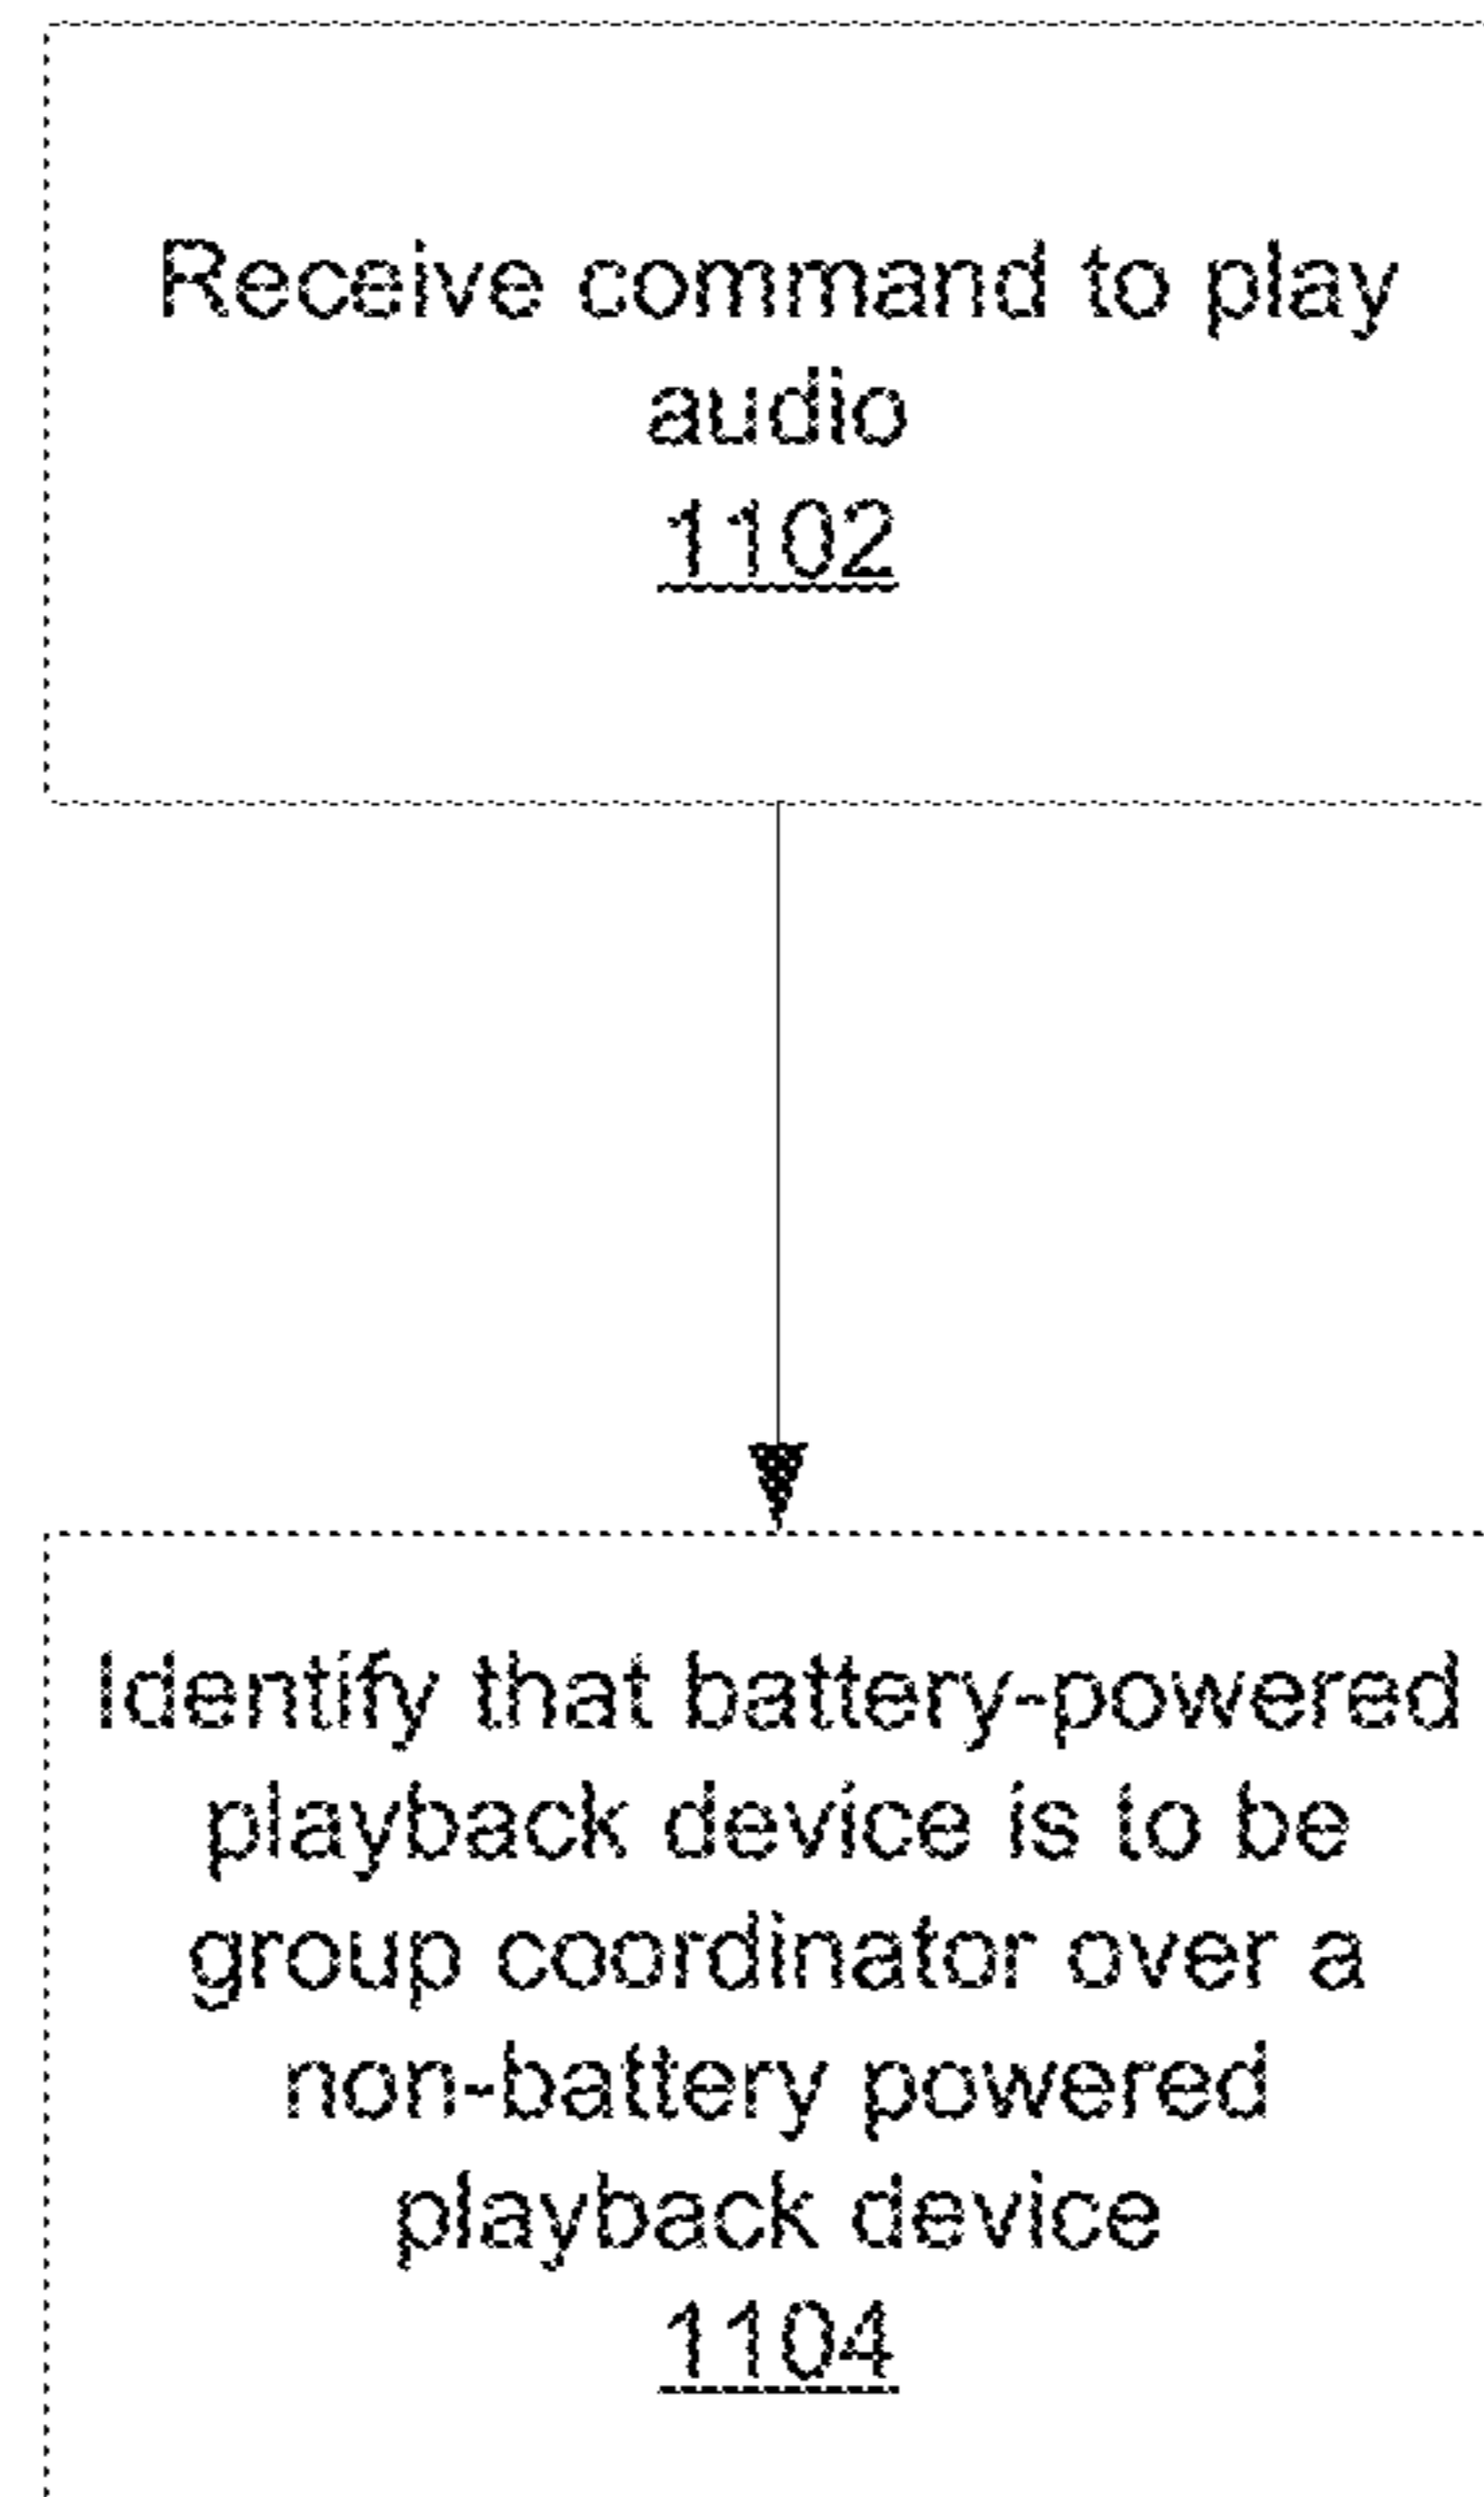 Receive command to play
audio
1102
Identify that battery-powered
playback device is to be
group coordinator over a
non-battery powered
playback device
1104